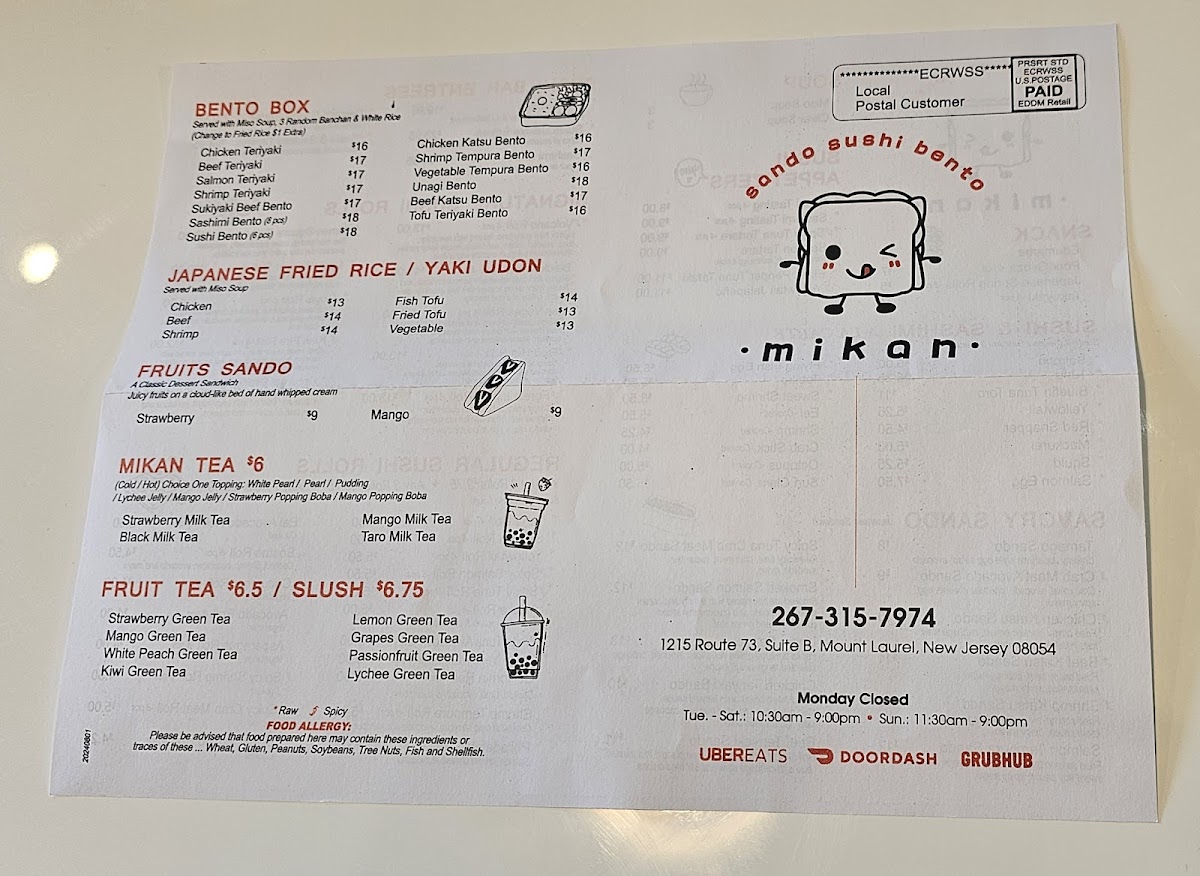 BENTO BOX
Served with Miso Soup, 3 Random Banchan & White Rice
(Change to Fried Rice $1 Extra)
Chicken Teriyaki $16
Beef Teriyaki $17
Salmon Teriyaki $17
Shrimp Teriyaki $17
Sukiyaki Beef Bento $17
Sashimi Bento (8 pcs) $18
Sushi Bento (6 pcs) $18
Chicken Katsu Bento $16
Shrimp Tempura Bento $17
Vegetable Tempura Bento $16
Unagi Bento $18
Beef Katsu Bento $17
Tofu Teriyaki Bento $16
JAPANESE FRIED RICE / YAKI UDON
Served with Miso Soup
Chicken $13
Beef $14
Shrimp $14
Fish Tofu $14
Fried Tofu $13
Vegetable $13
FRUITS SANDO
A Classic Dessert Sandwich
Juicy fruits on a cloud-like bed of hand whipped cream
Strawberry $9 Mango $9
MIKAN TEA $6
(Cold / Hot) Choice One Topping: White Pearl / Pearl / Pudding
/ Lychee Jelly / Mango Jelly / Strawberry Popping Boba / Mango Popping Boba
Strawberry Milk Tea
Black Milk Tea
Mango Milk Tea
Taro Milk Tea
FRUIT TEA $6.5 / SLUSH $6.75
Strawberry Green Tea
Mango Green Tea
White Peach Green Tea
Kiwi Green Tea
Lemon Green Tea
Grapes Green Tea
Passionfruit Green Tea
Lychee Green Tea
* Raw Spicy
FOOD ALLERGY:
Please be advised that food prepared here may contain these ingredients or
traces of these ... Wheat, Gluten, Peanuts, Soybeans, Tree Nuts, Fish and Shellfish.
20240801
**************ECRWSS*****
Local
Postal Customer
PRSRT STD
ECRWSS
U.S.POSTAGE
PAID
EDDM Retail
sando sushi bento
·mikan·
267-315-7974
1215 Route 73, Suite B, Mount Laurel, New Jersey 08054
Monday Closed
Tue. - Sat.: 10:30am - 9:00pm • Sun.: 11:30am - 9:00pm
UBEREATS DOORDASH GRUBHUB